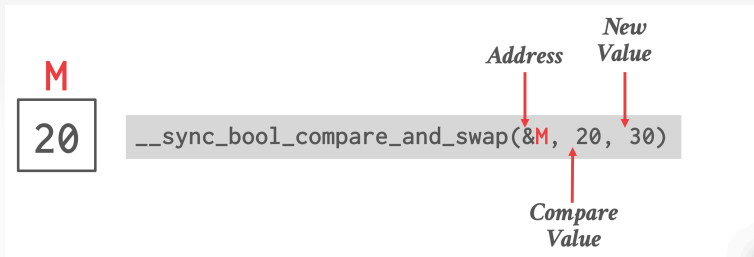 New
Value
Address
M
20
__sync_bool_compare_and_swap(&M, 20, 30)
Compare
Value